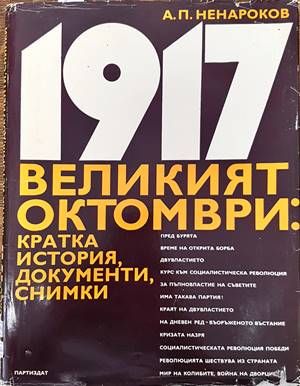 А.П. НЕНАРОКОВ
1917
ВЕЛИКИЯТ
ОКТОМВРИ:
КРАТКА
ИСТОРИЯ,
ДОКУМЕНТИ,
СНИМКИ
ПРЕД БУРЯТА
ВРЕМЕ НА ОТКРИТА БОРБА
ДВУВЛАСТИЕТО
КУРС КЪМ СОЦИАЛИСТИЧЕСКА РЕВОЛЮЦИЯ
ЗА ПЪЛНОВЛАСТИЕ НА СЪВЕТИТЕ
ИМА ТАКАВА ПАРТИЯ!
КРАЯТ НА ДВУВЛАСТИЕТО
НА ДНЕВЕН РЕД - ВЪОРЪЖЕНОТО ВЪСТАНИЕ
КРИЗАТА НАЗРЯ
СОЦИАЛИСТИЧЕСКАТА РЕВОЛЮЦИЯ ПОБЕДИ
РЕВОЛЮЦИЯТА ШЕСТВУВА ИЗ СТРАНАТА
МИР НА КОЛИБИТЕ, ВОЙНА НА ДВОРЦИТЕ
ПАРТИЗДАТ